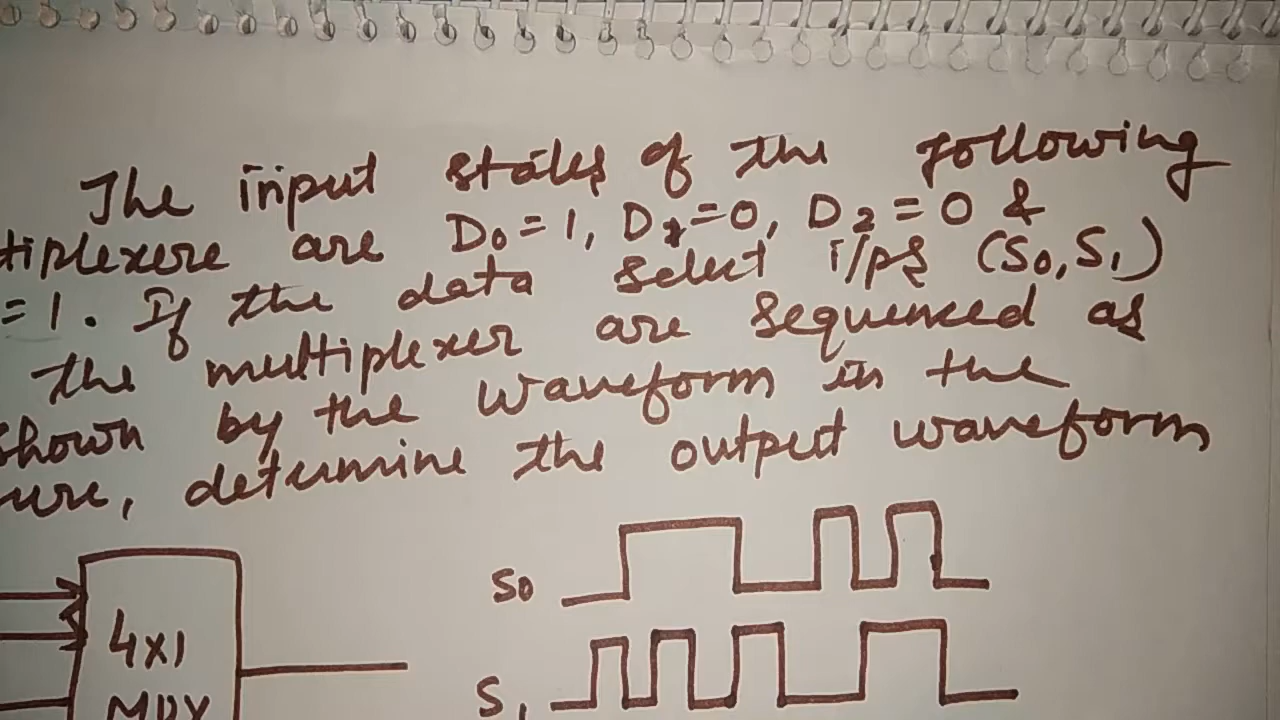 The input states of the following
tiplexere are D0 = 1, D1 = 0, D2 = 0 &
= 1. If the data select i/ps (S0, S1)
the multiplexer are sequenced as
shown by the waveform in the
ure, determine the output waveform
S0
4x1
MUX
S1